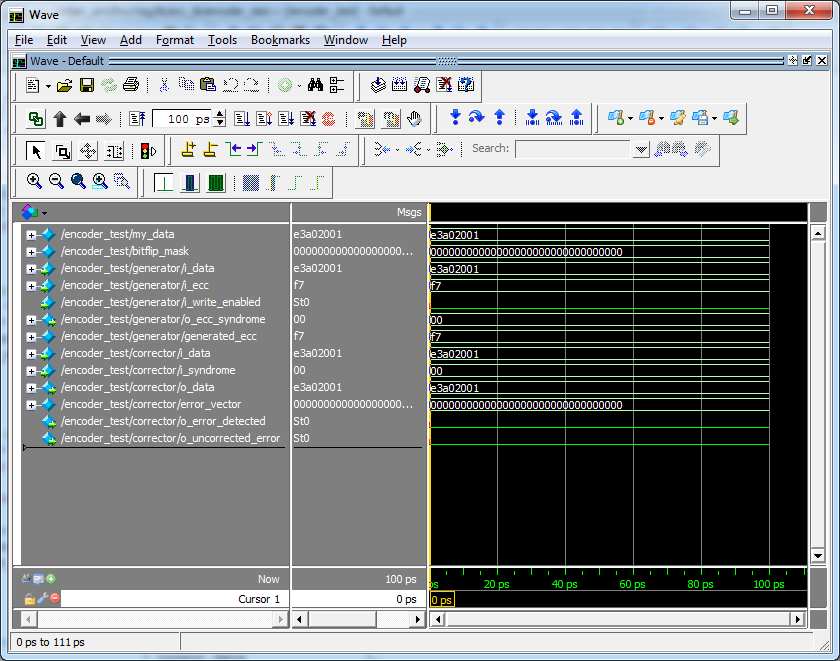 Wave
File Edit View Add Format Tools Bookmarks Window Help
Wave - Default
100 ps
Search:
Msgs
/encoder_test/my_data e3a02001 e3a02001
/encoder_test/bitflip_mask 000000000000000000... 00000000000000000000000000000000
/encoder_test/generator/i_data e3a02001 e3a02001
/encoder_test/generator/i_ecc f7 f7
/encoder_test/generator/i_write_enabled St0
/encoder_test/generator/o_ecc_syndrome 00 00
/encoder_test/generator/generated_ecc f7 f7
/encoder_test/corrector/i_data e3a02001 e3a02001
/encoder_test/corrector/i_syndrome 00 00
/encoder_test/corrector/o_data e3a02001 e3a02001
/encoder_test/corrector/error_vector 000000000000000000... 00000000000000000000000000000000
/encoder_test/corrector/o_error_detected St0
/encoder_test/corrector/o_uncorrected_error St0
Now 100 ps ps 20 ps 40 ps 60 ps 80 ps 100 ps
Cursor 1 0 ps 0 ps
0 ps to 111 ps